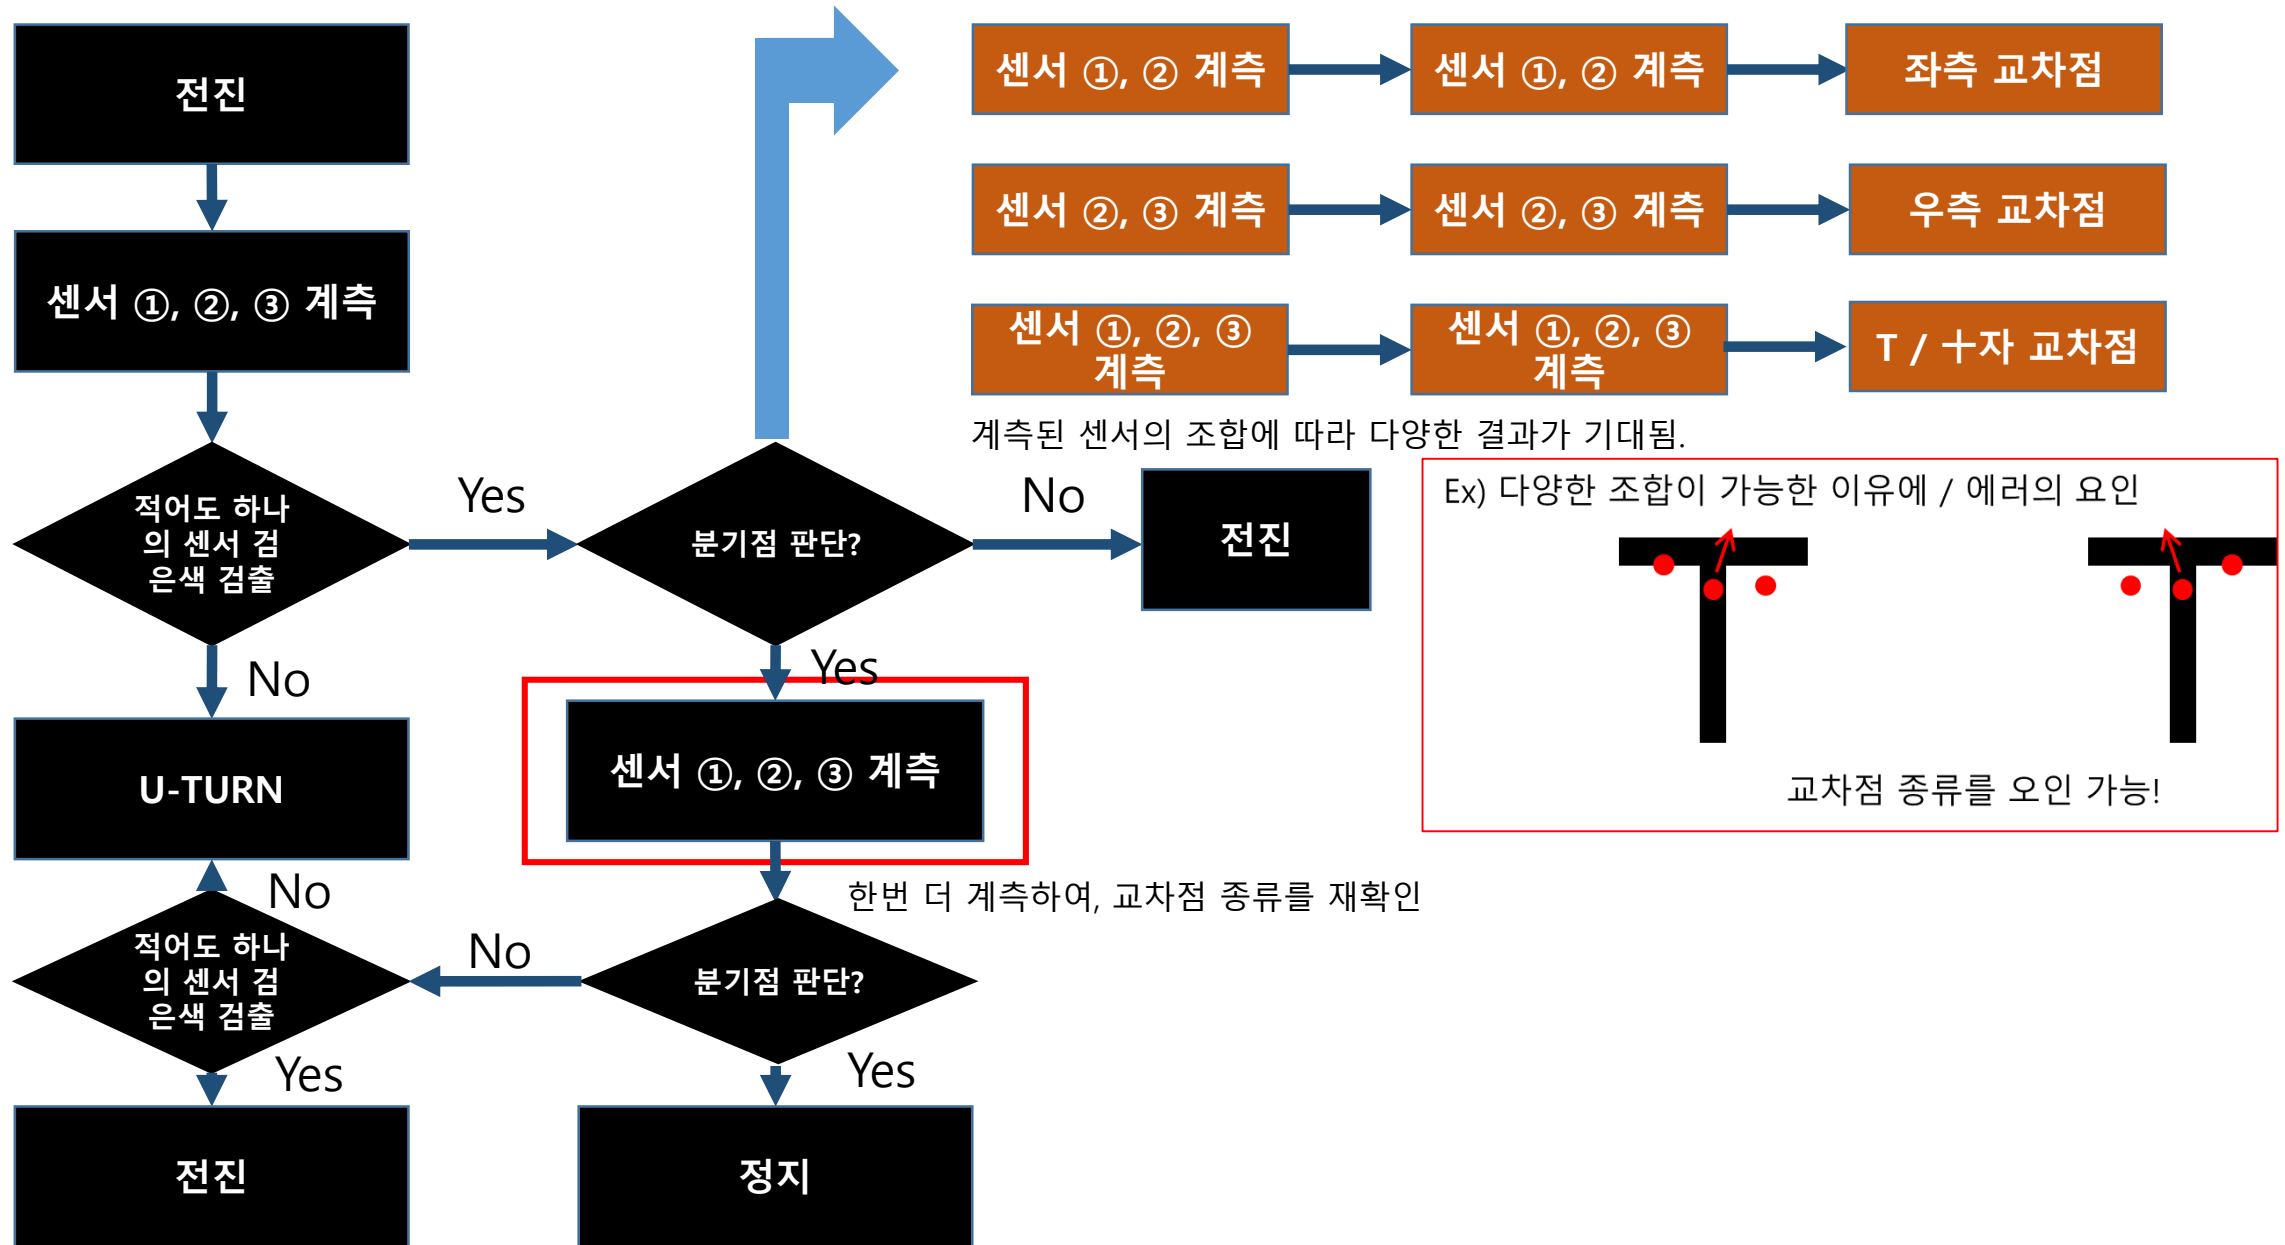 전진
센서 ①, ② 계측
센서 ①, ② 계측
좌측 교차점
센서 ②, ③ 계측
센서 ②, ③ 계측
우측 교차점
센서 ①, ②, ③ 계측
센서 ①, ②, ③
계측
센서 ①, ②, ③
계측
T / 十자 교차점
계측된 센서의 조합에 따라 다양한 결과가 기대됨.
적어도 하나
의 센서 검
은색 검출
Yes
분기점 판단?
No
전진
Ex) 다양한 조합이 가능한 이유에 / 에러의 요인
교차점 종류를 오인 가능!
No
Yes
U-TURN
센서 ①, ②, ③ 계측
한번 더 계측하여, 교차점 종류를 재확인
No
적어도 하나
의 센서 검
은색 검출
No
분기점 판단?
Yes
Yes
전진
정지